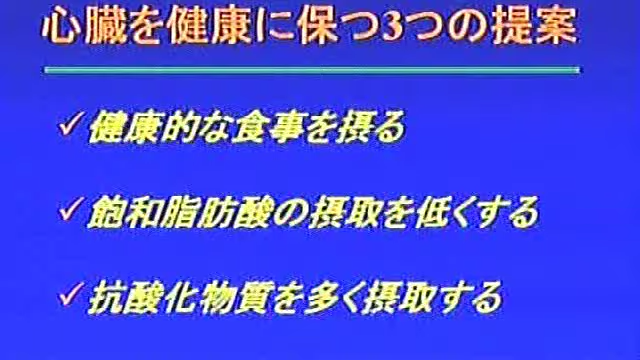 心臓を健康に保つ3つの提案
✓健康的な食事を摂る
✓飽和脂肪酸の摂取を低くする
✓抗酸化物質を多く摂取する